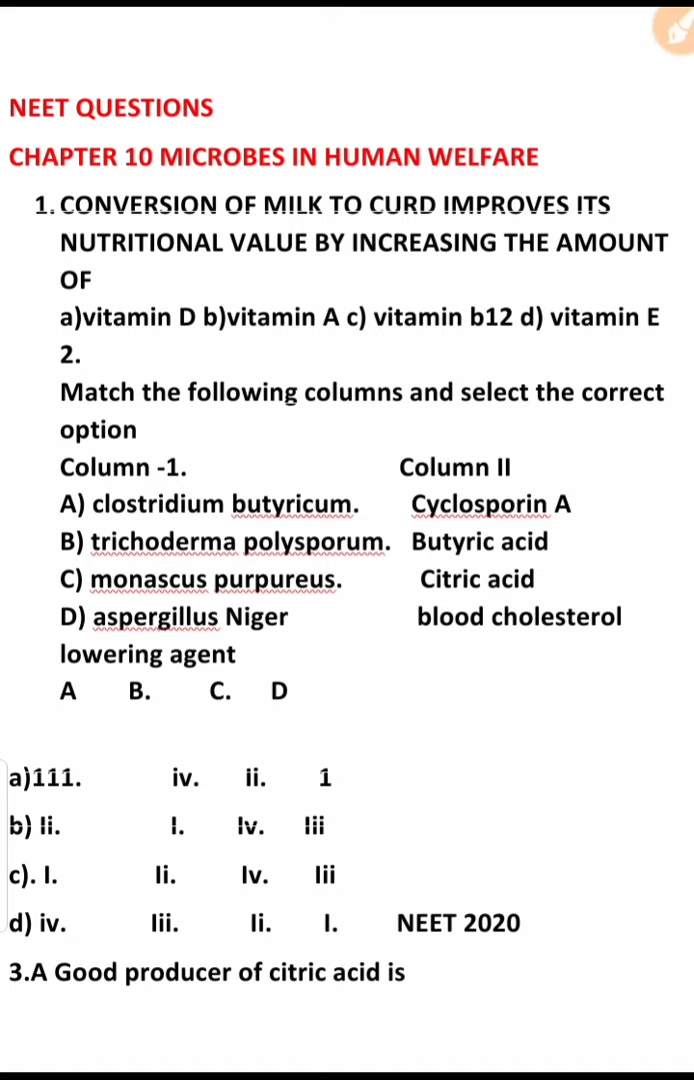 NEET QUESTIONS
CHAPTER 10 MICROBES IN HUMAN WELFARE
1. CONVERSION OF MILK TO CURD IMPROVES ITS
NUTRITIONAL VALUE BY INCREASING THE AMOUNT
OF
a)vitamin D b)vitamin A c) vitamin b12 d) vitamin E
2.
Match the following columns and select the correct
option
Column -1. Column II
A) clostridium butyricum. Cyclosporin A
B) trichoderma polysporum. Butyric acid
C) monascus purpureus. Citric acid
D) aspergillus Niger blood cholesterol
lowering agent
A B. C. D
a)111. iv. ii. 1
b) Ii. I. Iv. Iii
c). I. Ii. Iv. Iii
d) iv. Iii. Ii. I. NEET 2020
3.A Good producer of citric acid is